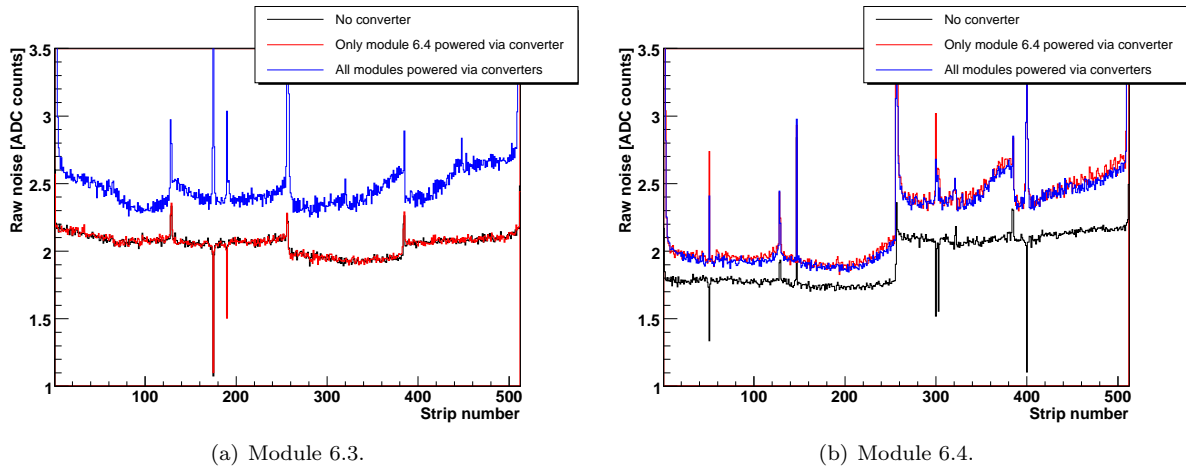 No converter
Only module 6.4 powered via converter
All modules powered via converters
Raw noise [ADC counts]
3.5
3
2.5
2
1.5
1
100 200 300 400 500
Strip number
(a) Module 6.3.
No converter
Only module 6.4 powered via converter
All modules powered via converters
Raw noise [ADC counts]
3.5
3
2.5
2
1.5
1
100 200 300 400 500
Strip number
(b) Module 6.4.